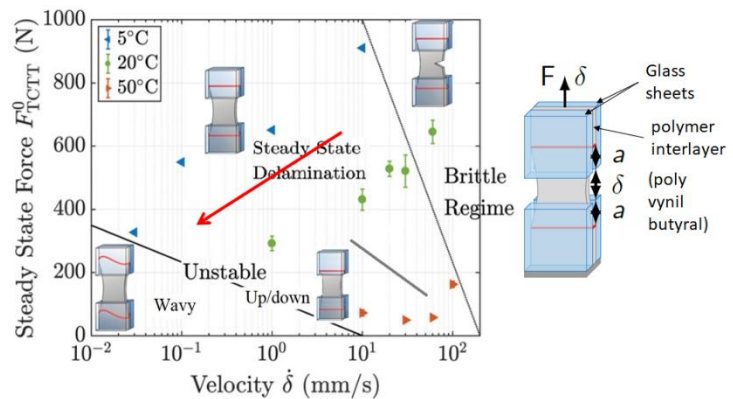 Steady State Force F⁰_TCTT (N)
1000
800
600
400
200
0
5°C
20°C
50°C
Steady State
Delamination
Brittle
Regime
Unstable
Wavy
Up/down
10⁻² 10⁻¹ 10⁰ 10¹ 10²
Velocity δ̇ (mm/s)
F δ
Glass
sheets
polymer
interlayer
a
δ
a
(poly
vynil
butyral)